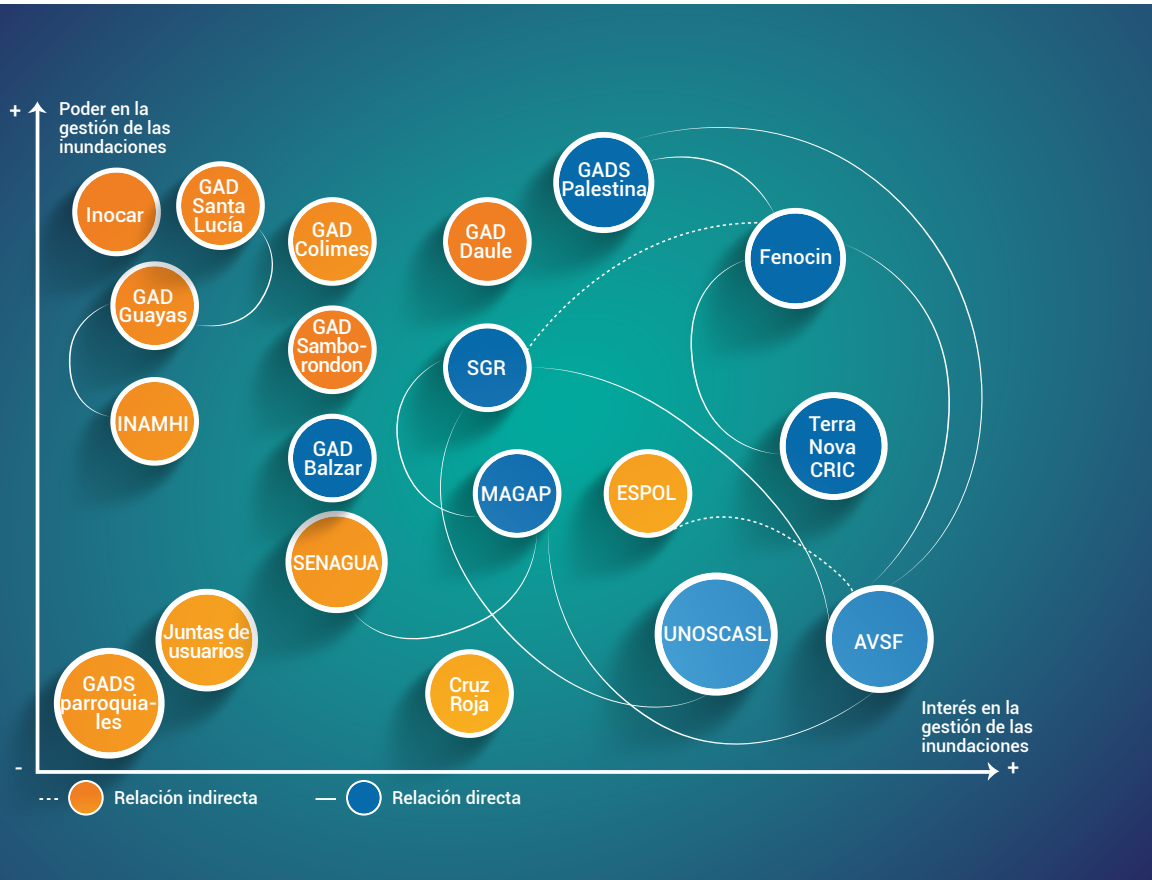 +
Poder en la
gestión de las
inundaciones
Inocar
GAD
Santa
Lucía
GAD
Colimes
GAD
Daule
GADS
Palestina
Fenocin
GAD
Guayas
GAD
Sambo-
rondon
SGR
INAMHI
GAD
Balzar
MAGAP
ESPOL
Terra
Nova
CRIC
SENAGUA
Juntas de
usuarios
UNOSCASL
AVSF
GADS
parroquia-
les
Cruz
Roja
Interés en la
gestión de las
inundaciones
-
+
Relación indirecta
Relación directa